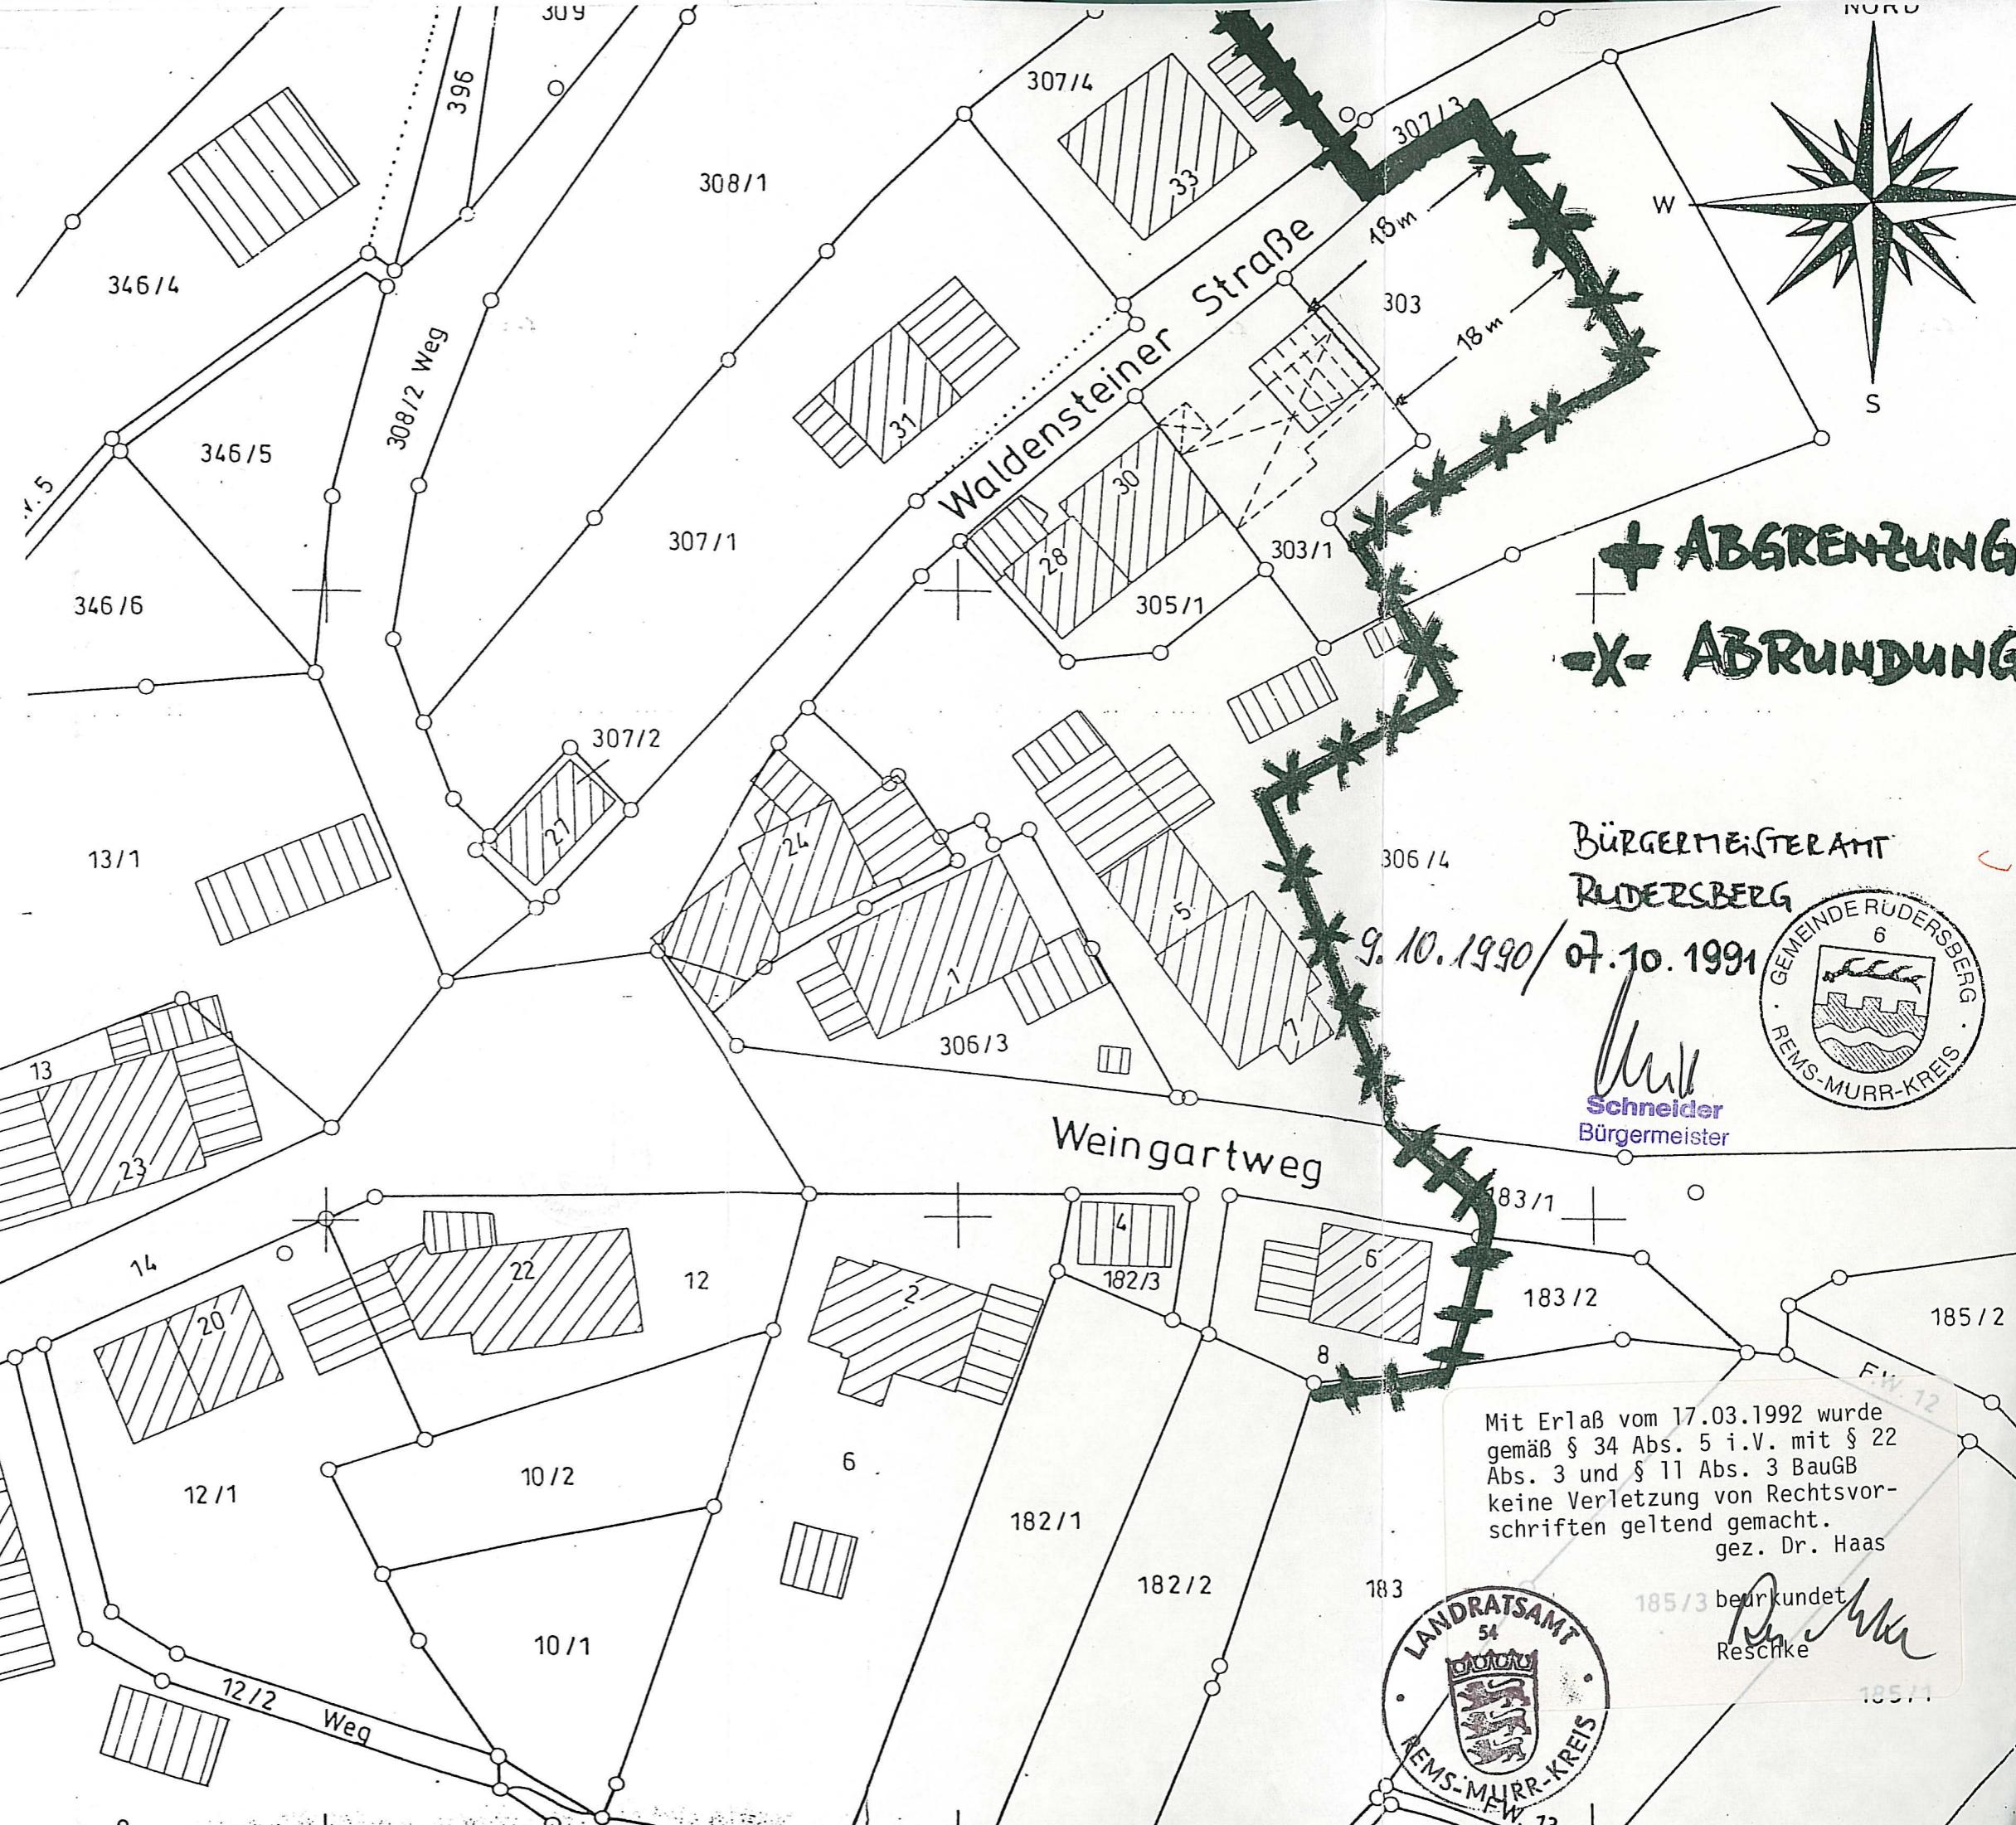 309
NORD
396
307/4
307/3
308/1
33
W
18m
346/4
Waldensteiner Straße
303
18m
S
308/2 Weg
31
346/5
30
307/1
303/1
28
+ ABGRENZUNG
346/6
305/1
-X- ABRUNDUNG
307/2
27
24
13/1
306/4
BÜRGERMEISTERAMT
RUDERSBERG
5
9.10.1990/07.10.1991
GEMEINDE RUDERSBERG
6
REMS-MURR-KREIS
1
7
306/3
13
Schneider
Bürgermeister
23
Weingartweg
183/1
4
14
22
12
182/3
6
2
183/2
185/2
20
8
F.W. 12
Mit Erlaß vom 17.03.1992 wurde
gemäß § 34 Abs. 5 i.V. mit § 22
Abs. 3 und § 11 Abs. 3 BauGB
keine Verletzung von Rechtsvor-
schriften geltend gemacht.
gez. Dr. Haas
beurkundet
Reschke
6
10/2
12/1
182/1
182/2
183
185/3
10/1
LANDRATSAMT
54
REMS-MURR-KREIS
12/2
Weg
185/1
F.W. 13